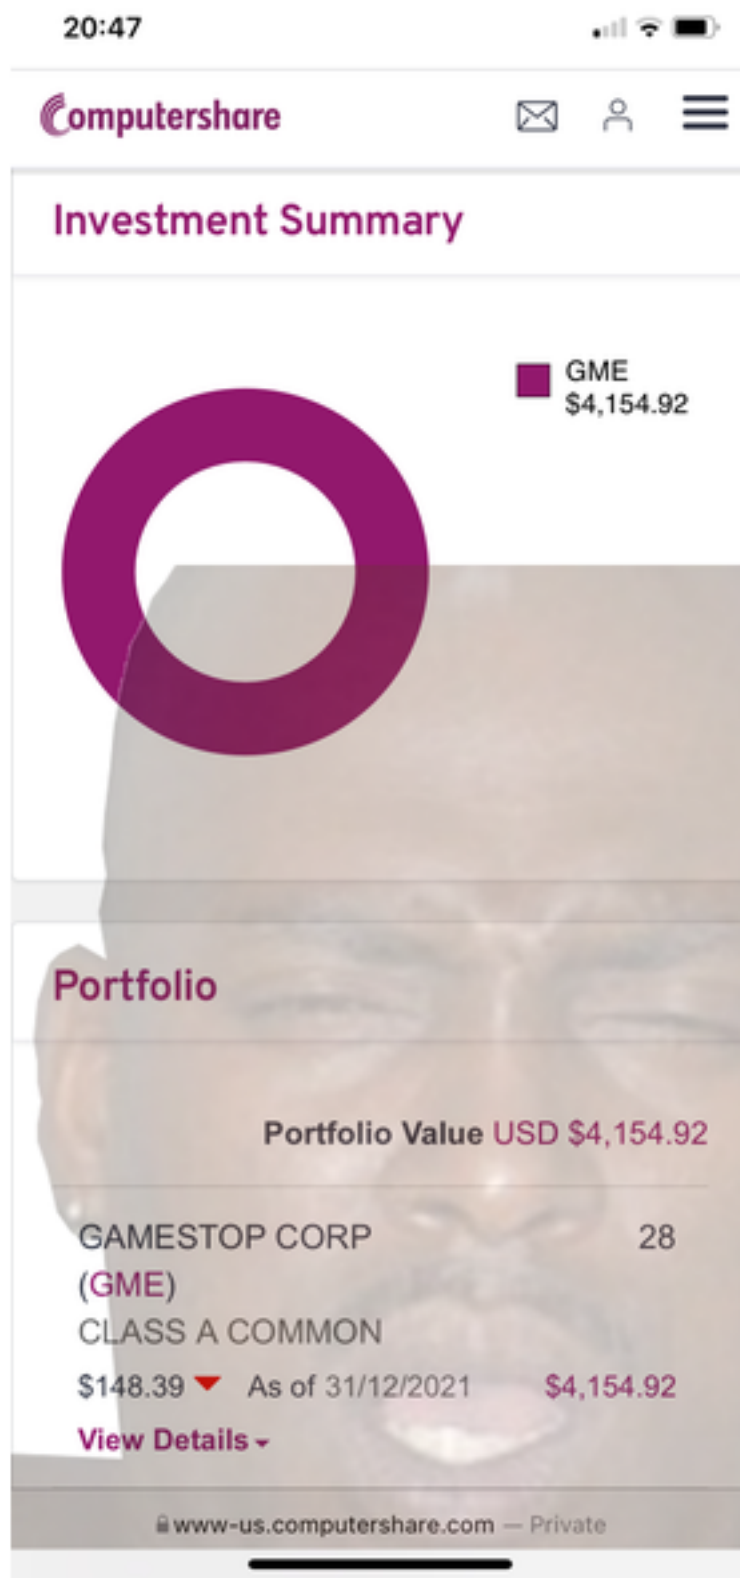 20:47
Computershare
Investment Summary
GME
$4,154.92
Portfolio
Portfolio Value USD $4,154.92
GAMESTOP CORP 28
(GME)
CLASS A COMMON
$148.39 As of 31/12/2021 $4,154.92
View Details
www-us.computershare.com — Private